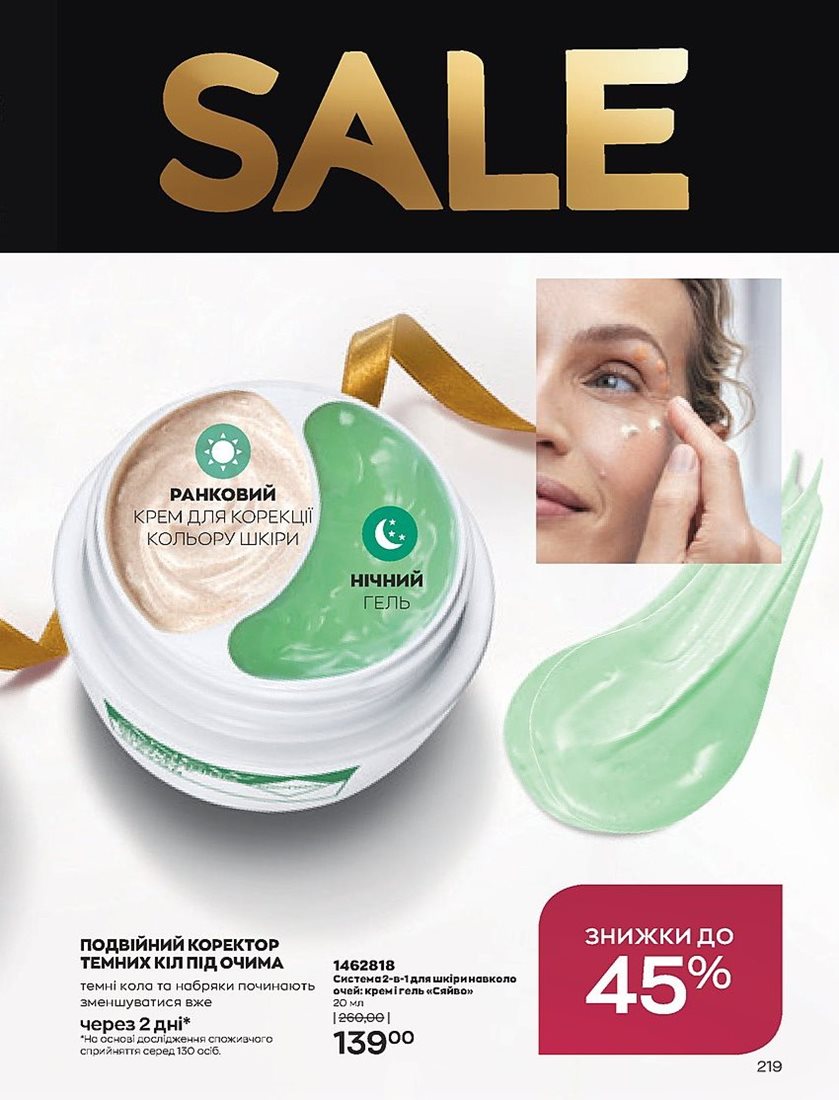 SALE
РАНКОВИЙ
КРЕМ ДЛЯ КОРЕКЦІЇ
КОЛЬОРУ ШКІРИ
НІЧНИЙ
ГЕЛЬ
ПОДВІЙНИЙ КОРЕКТОР
ТЕМНИХ КІЛ ПІД ОЧИМА
темні кола та набряки починають
зменшуватися вже
через 2 дні*
*На основі дослідження споживчого
сприйняття серед 130 осіб.
1462818
Система 2-в-1 для шкіри навколо
очей: крем і гель «Сяйво»
20 мл
|260,00|
139⁰⁰
ЗНИЖКИ ДО
45%
219